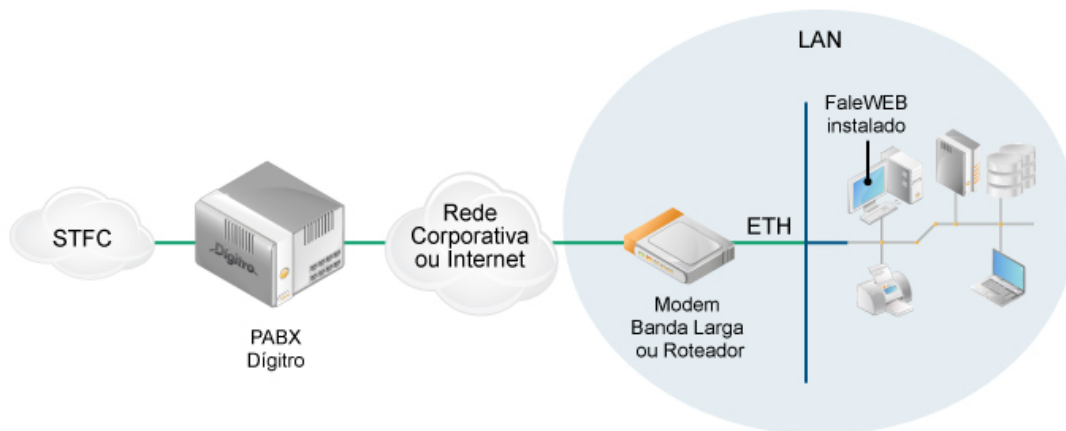 LAN
FaleWEB
instalado
STFC
Dígitro
Rede
Corporativa
ou Internet
ETH
PABX
Dígitro
Modem
Banda Larga
ou Roteador